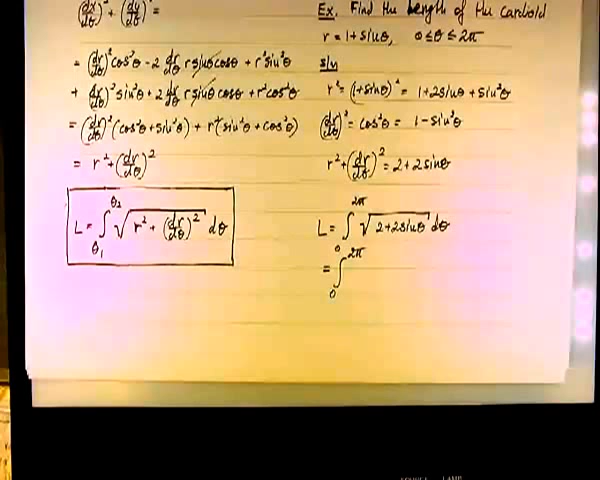 (dx/dθ)² + (dy/dθ)² =
= (dr/dθ)² cos²θ - 2 dr/dθ r sinθ cosθ + r² sin²θ
+ (dr/dθ)² sin²θ + 2 dr/dθ r sinθ cosθ + r² cos²θ
= (dr/dθ)² (cos²θ + sin²θ) + r² (sin²θ + cos²θ)
= r² + (dr/dθ)²
L = ∫_θ₁^θ₂ √(r² + (dr/dθ)²) dθ
Ex. Find the length of the cardioid
r = 1 + sinθ, 0 ≤ θ ≤ 2π
r² = (1+sinθ)² = 1 + 2sinθ + sin²θ
(dr/dθ)² = cos²θ = 1 - sin²θ
r² + (dr/dθ)² = 2 + 2sinθ
L = ∫_0^2π √(2+2sinθ) dθ
= ∫_0^2π